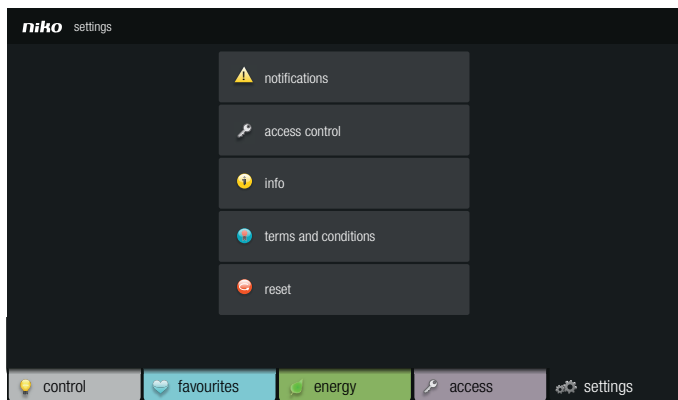 niko settings
notifications
access control
info
terms and conditions
reset
control favourites energy access settings